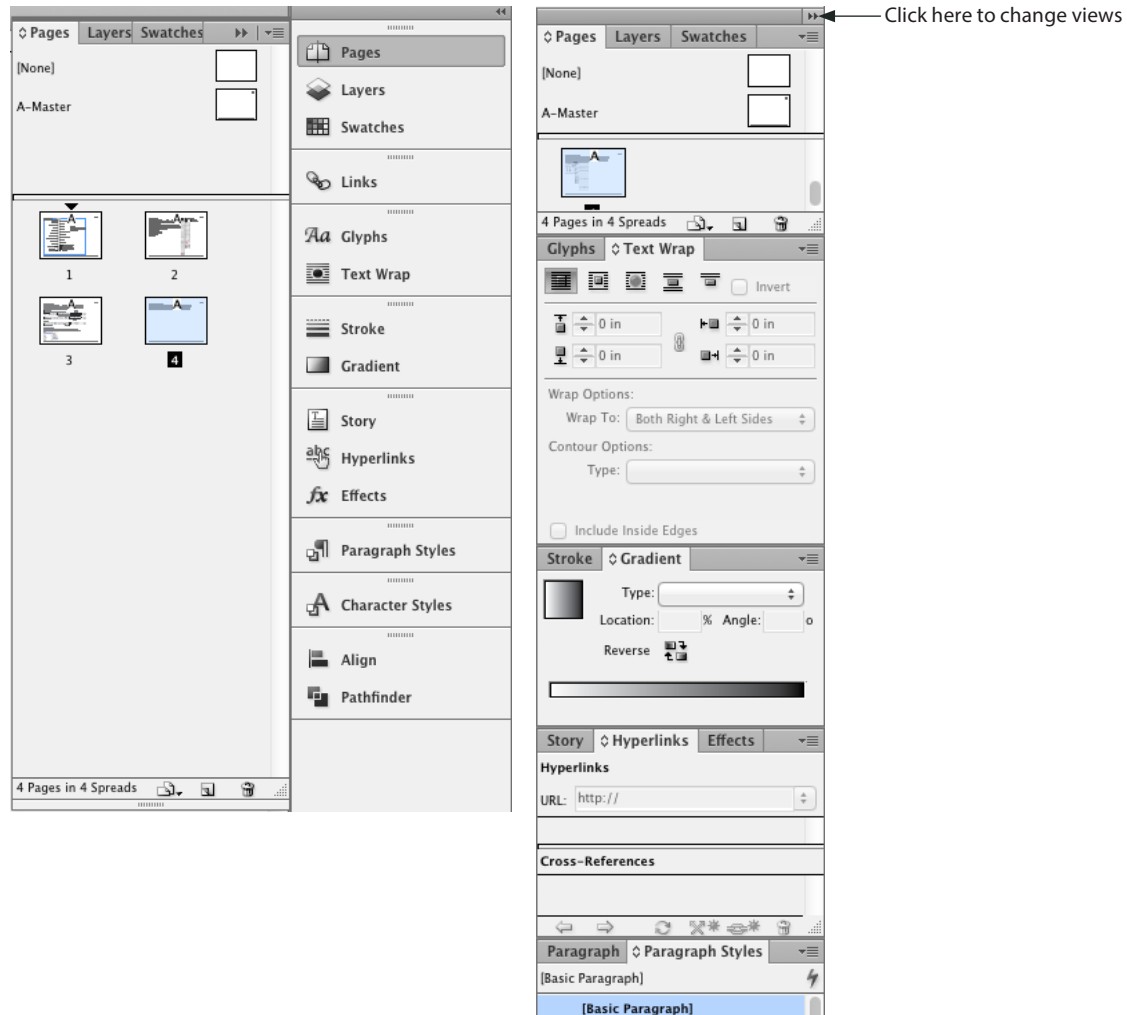 Pages Layers Swatches
[None]
A-Master
A
A
1
2
A
A
3
4
4 Pages in 4 Spreads
Pages
Layers
Swatches
Links
Aa Glyphs
Text Wrap
Stroke
Gradient
T Story
abc Hyperlinks
fx Effects
Paragraph Styles
A Character Styles
Align
Pathfinder
Click here to change views
Pages Layers Swatches
[None]
A-Master
A
4 Pages in 4 Spreads
Glyphs Text Wrap
Invert
0 in 0 in
0 in 0 in
Wrap Options:
Wrap To: Both Right & Left Sides
Contour Options:
Type:
Include Inside Edges
Stroke Gradient
Type:
Location: % Angle: o
Reverse
Story Hyperlinks Effects
Hyperlinks
URL: http://
Cross-References
Paragraph Paragraph Styles
[Basic Paragraph]
[Basic Paragraph]